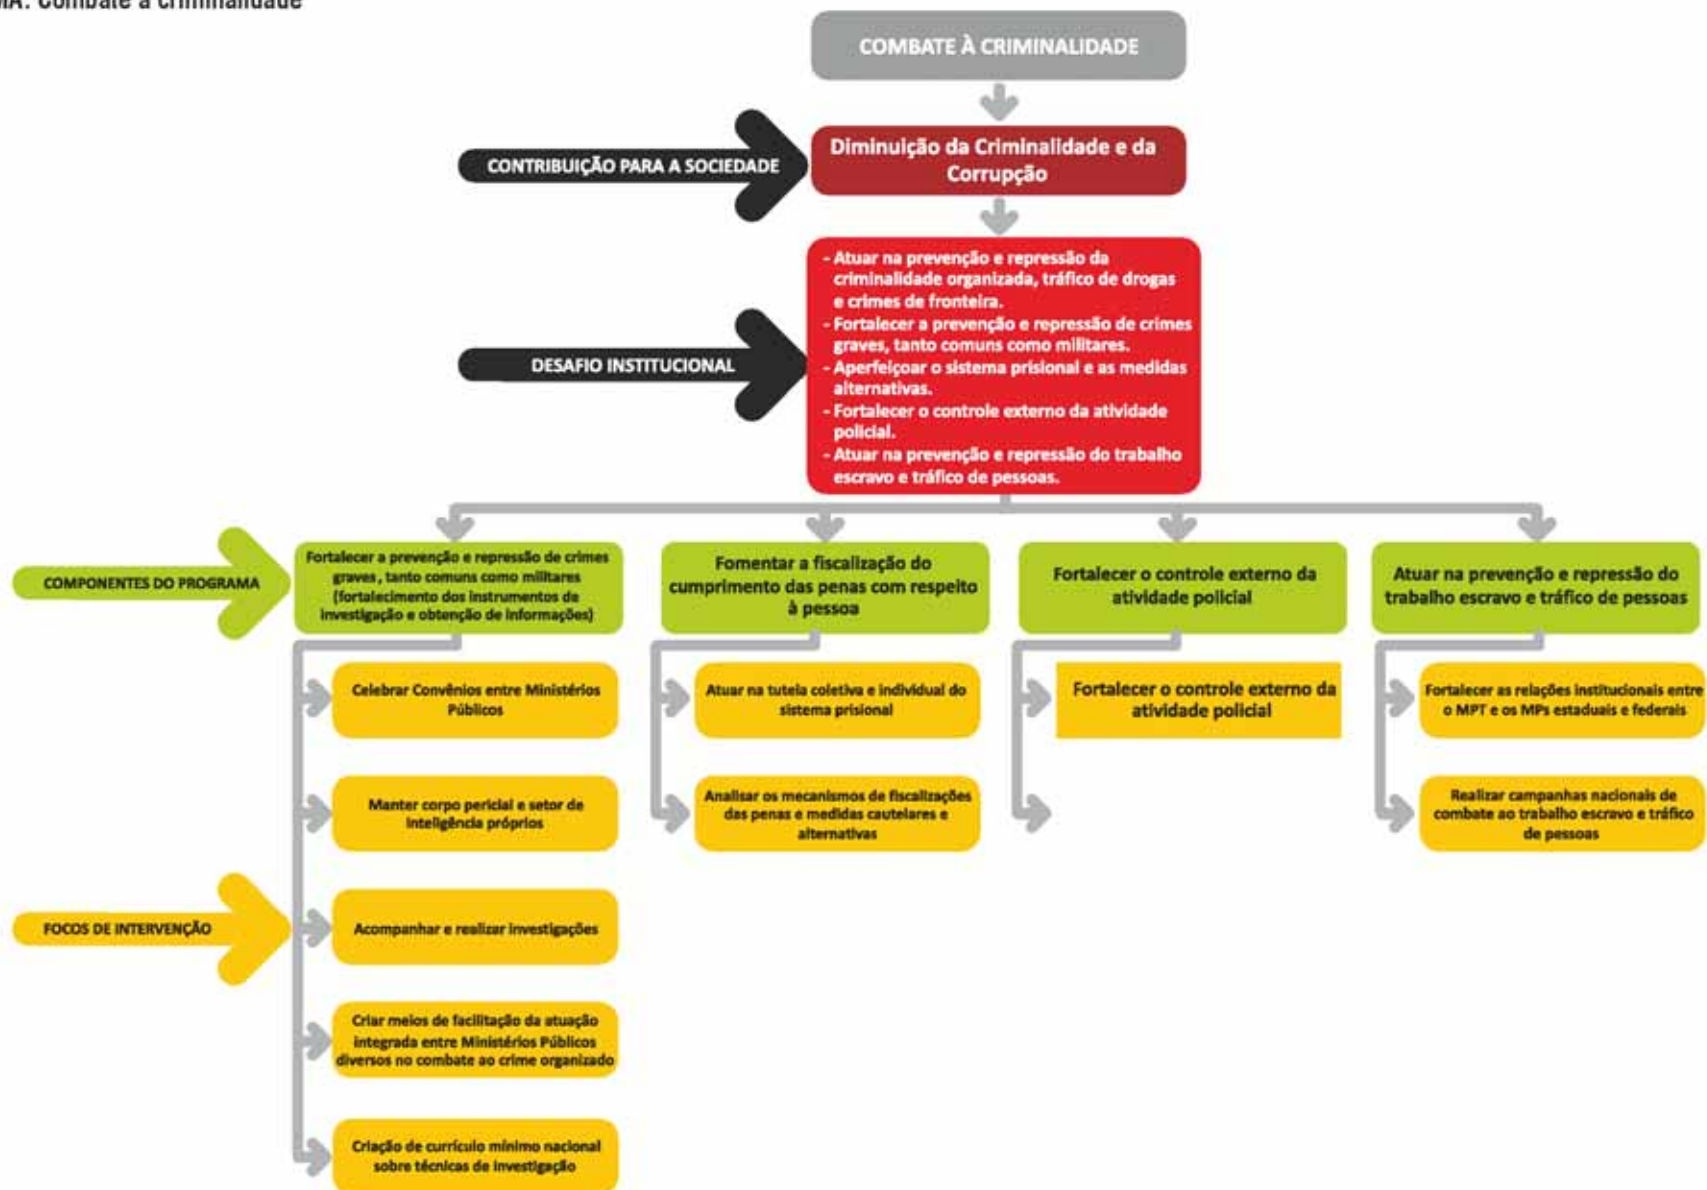 MA: Combate à criminalidade
COMBATE À CRIMINALIDADE
CONTRIBUIÇÃO PARA A SOCIEDADE
Diminuição da Criminalidade e da
Corrupção
DESAFIO INSTITUCIONAL
- Atuar na prevenção e repressão da
criminalidade organizada, tráfico de drogas
e crimes de fronteira.
- Fortalecer a prevenção e repressão de crimes
graves, tanto comuns como militares.
- Aperfeiçoar o sistema prisional e as medidas
alternativas.
- Fortalecer o controle externo da atividade
policial.
- Atuar na prevenção e repressão do trabalho
escravo e tráfico de pessoas.
COMPONENTES DO PROGRAMA
Fortalecer a prevenção e repressão de crimes
graves, tanto comuns como militares
(fortalecimento dos instrumentos de
investigação e obtenção de informações)
Fomentar a fiscalização do
cumprimento das penas com respeito
à pessoa
Fortalecer o controle externo da
atividade policial
Atuar na prevenção e repressão do
trabalho escravo e tráfico de pessoas
FOCOS DE INTERVENÇÃO
Celebrar Convênios entre Ministérios
Públicos
Manter corpo pericial e setor de
inteligência próprios
Acompanhar e realizar investigações
Criar meios de facilitação da atuação
integrada entre Ministérios Públicos
diversos no combate ao crime organizado
Criação de currículo mínimo nacional
sobre técnicas de investigação
Atuar na tutela coletiva e individual do
sistema prisional
Analisar os mecanismos de fiscalizações
das penas e medidas cautelares e
alternativas
Fortalecer o controle externo da
atividade policial
Fortalecer as relações institucionais entre
o MPT e os MPs estaduais e federais
Realizar campanhas nacionais de
combate ao trabalho escravo e tráfico
de pessoas